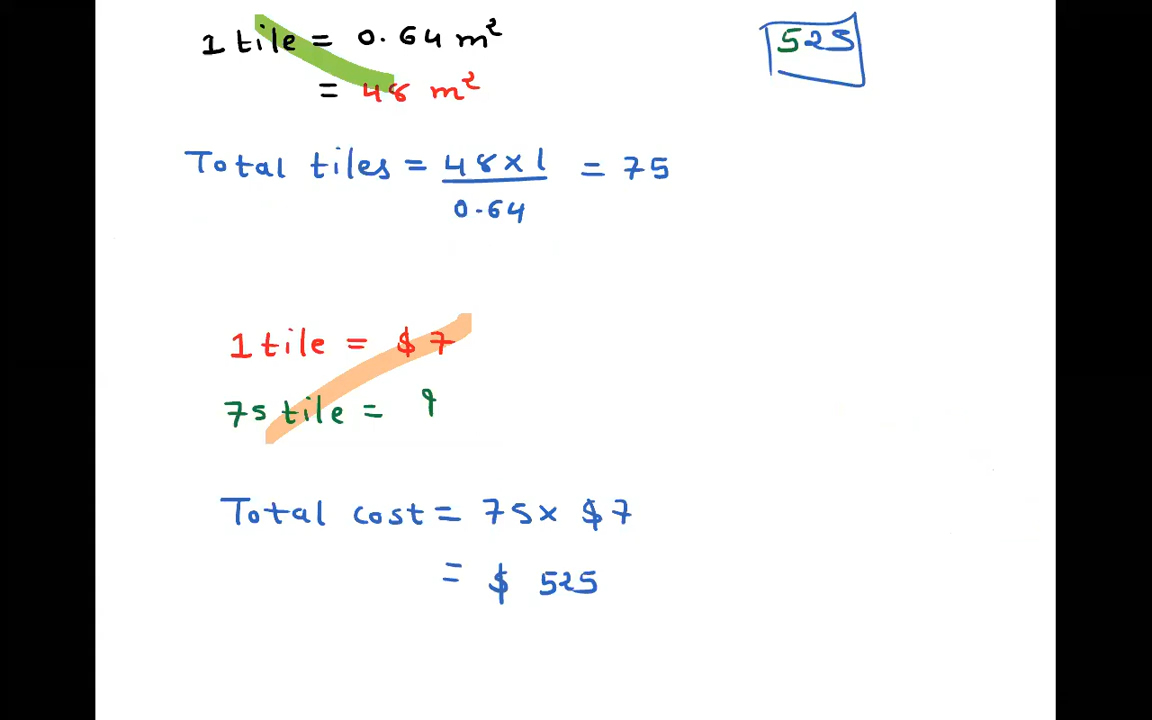 1 tile = 0.64 m²
525
= 48 m²
Total tiles = 48 x 1 / 0.64 = 75
1 tile = $ 7
75 tile = ?
Total cost = 75 x $ 7
= $ 525